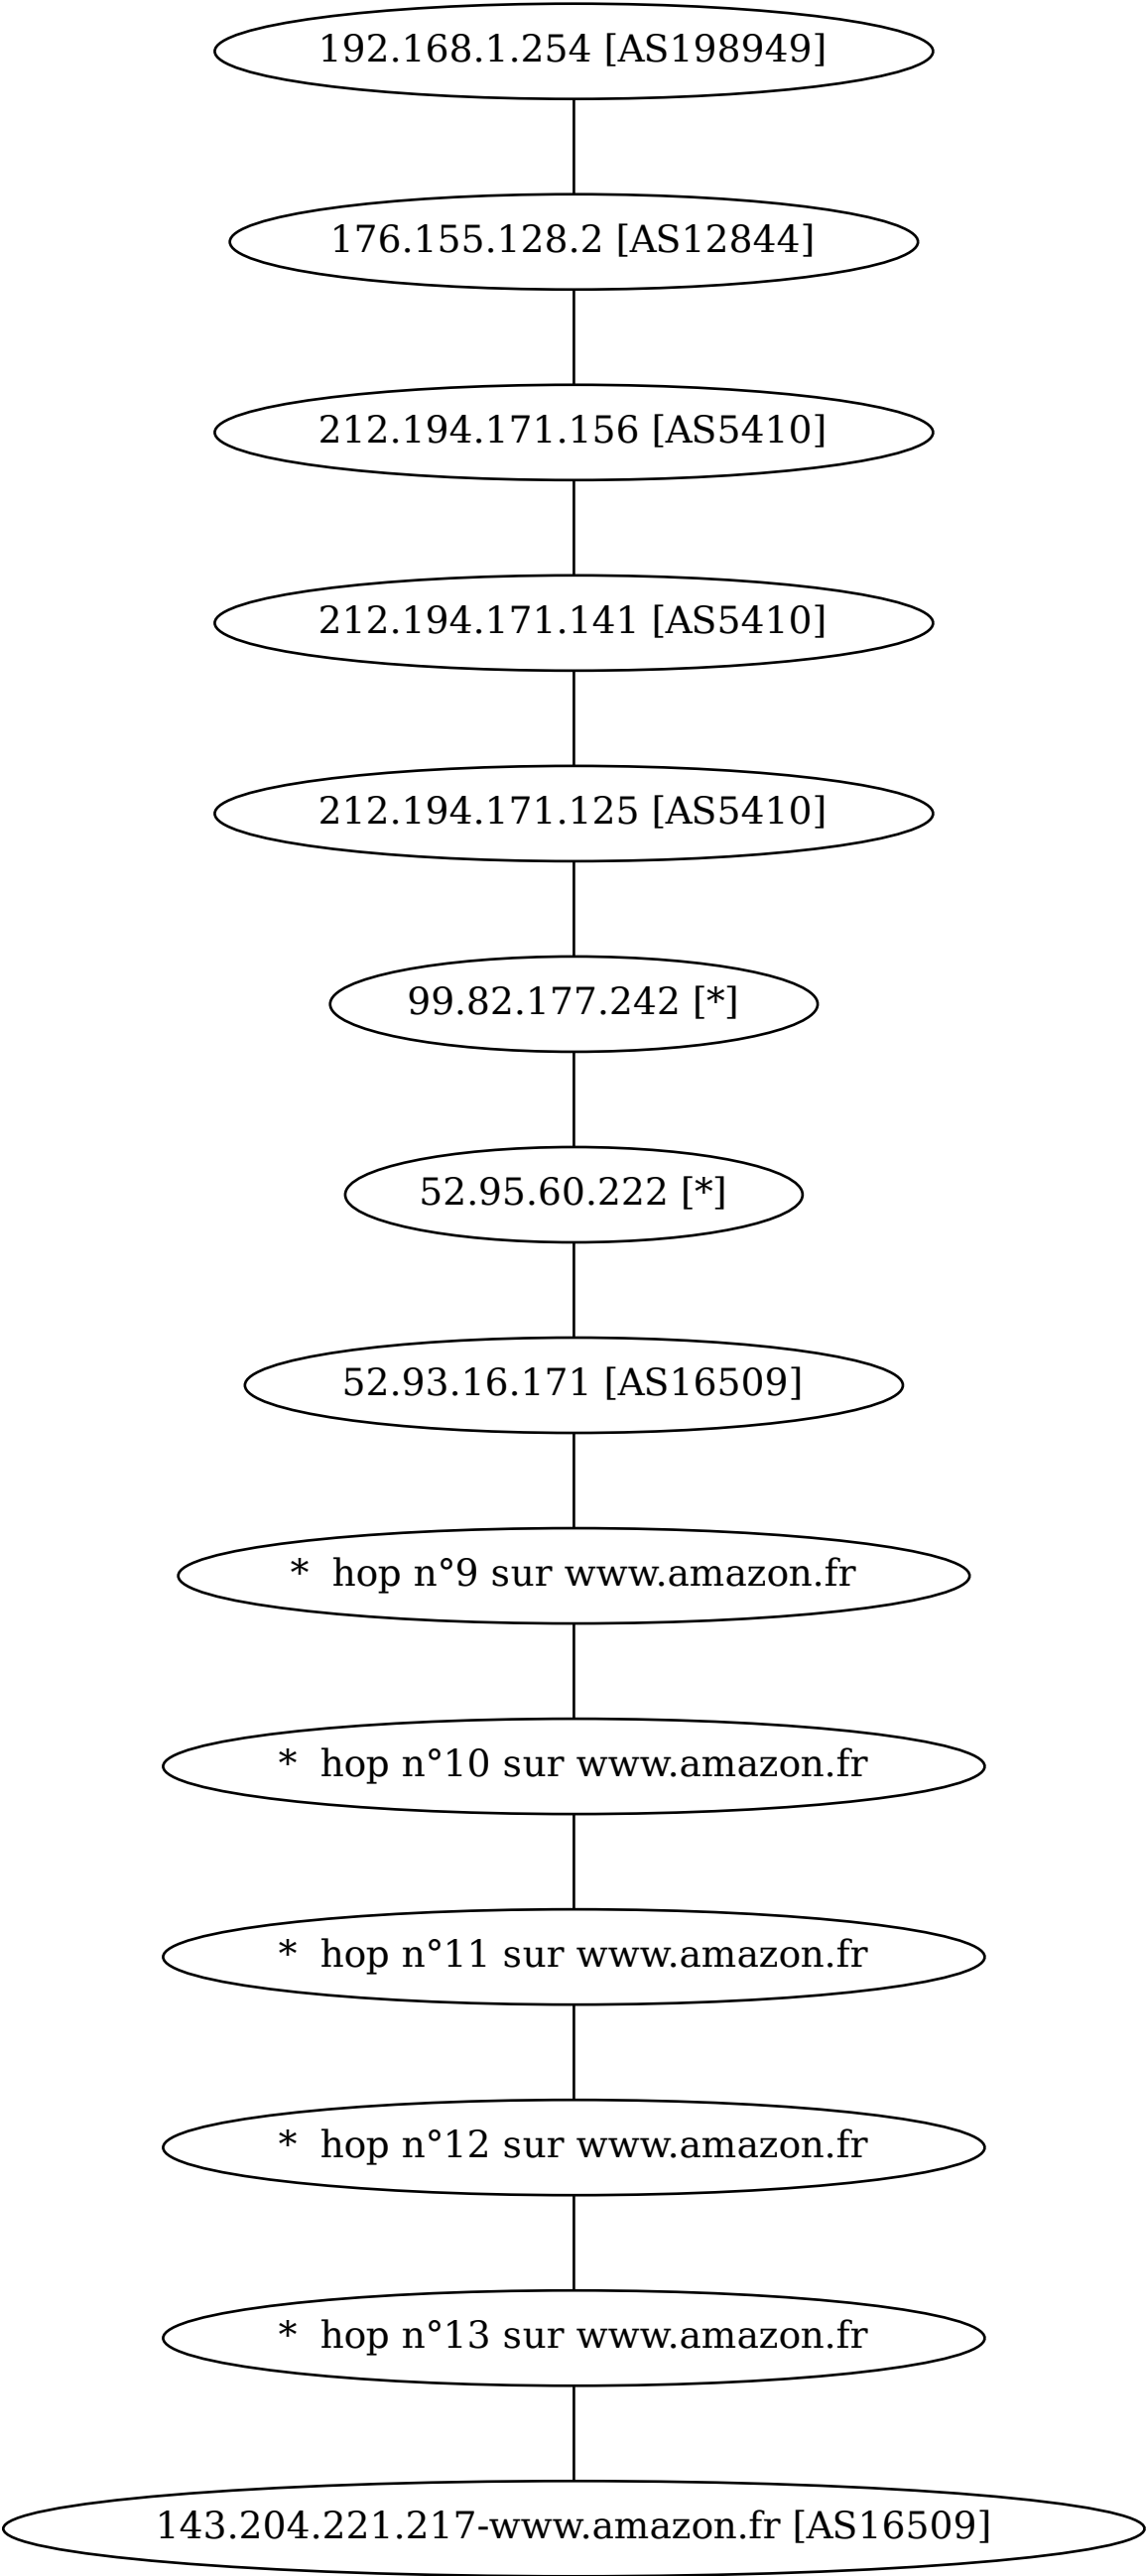 192.168.1.254 [AS198949]
176.155.128.2 [AS12844]
212.194.171.156 [AS5410]
212.194.171.141 [AS5410]
212.194.171.125 [AS5410]
99.82.177.242 [*]
52.95.60.222 [*]
52.93.16.171 [AS16509]
*  hop n°9 sur www.amazon.fr
*  hop n°10 sur www.amazon.fr
*  hop n°11 sur www.amazon.fr
*  hop n°12 sur www.amazon.fr
*  hop n°13 sur www.amazon.fr
143.204.221.217-www.amazon.fr [AS16509]